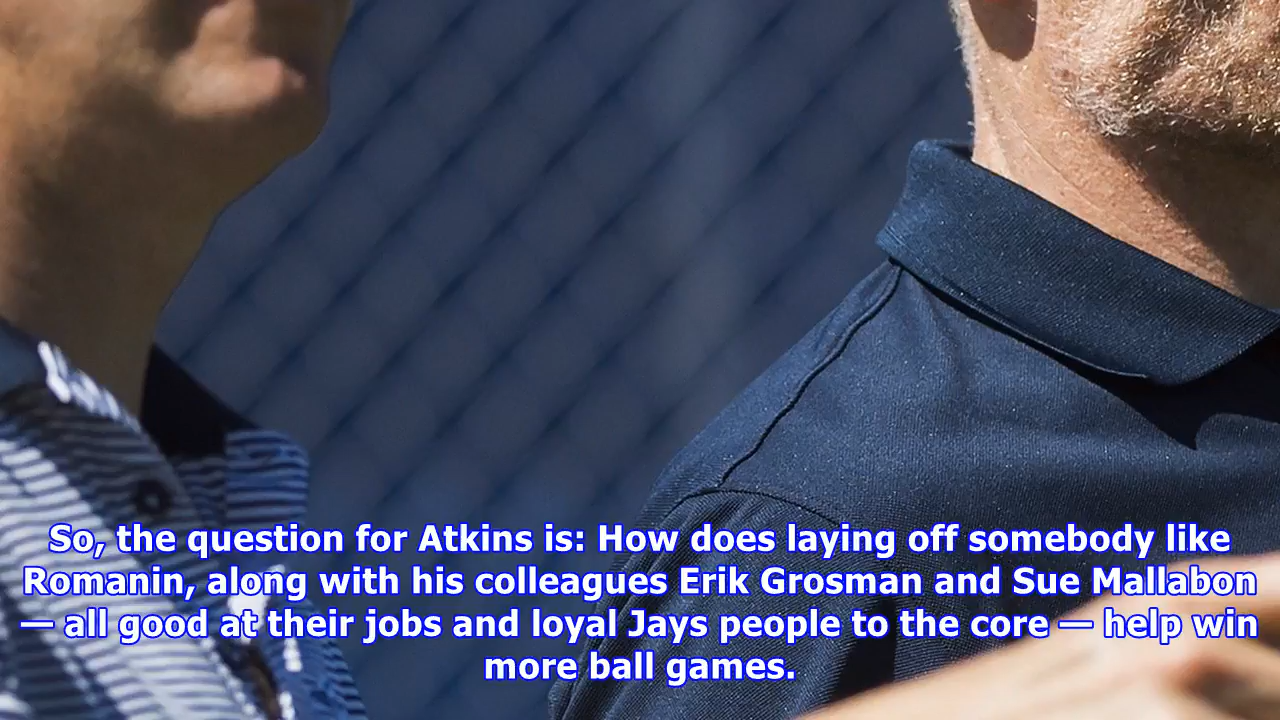 So, the question for Atkins is: How does laying off somebody like
Romanin, along with his colleagues Erik Grosman and Sue Mallabon
— all good at their jobs and loyal Jays people to the core — help win
more ball games.